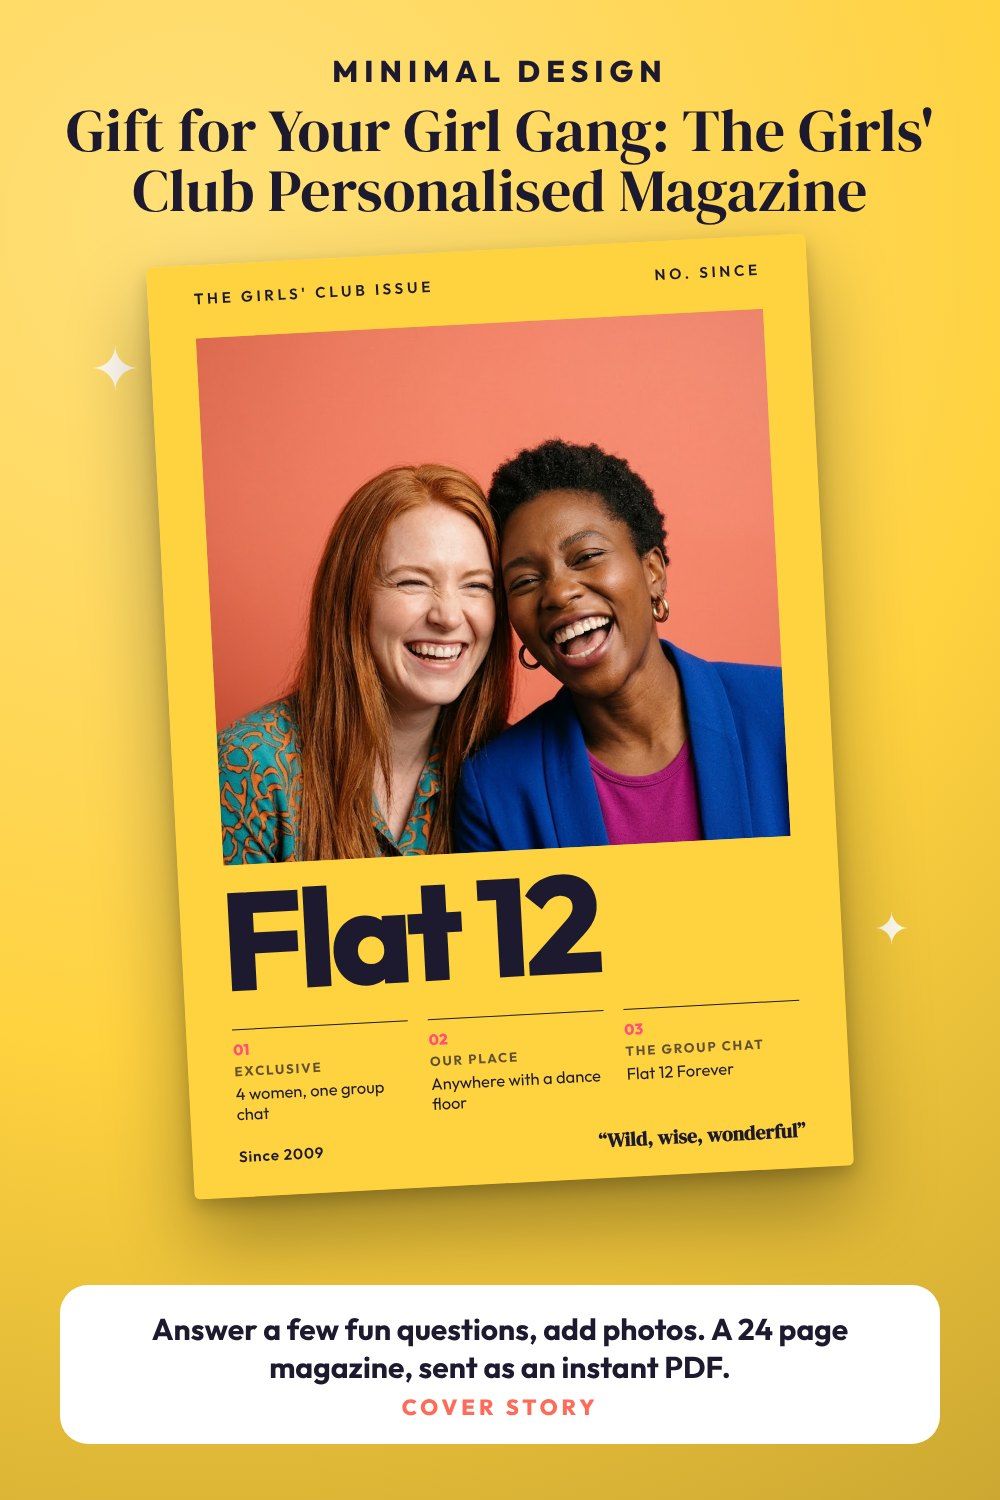 MINIMAL DESIGN
Gift for Your Girl Gang: The Girls'
Club Personalised Magazine
THE GIRLS' CLUB ISSUE
NO. SINCE
Flat 12
01
EXCLUSIVE
4 women, one group
chat
02
OUR PLACE
Anywhere with a dance
floor
03
THE GROUP CHAT
Flat 12 Forever
Since 2009
“Wild, wise, wonderful”
Answer a few fun questions, add photos. A 24 page
magazine, sent as an instant PDF.
COVER STORY